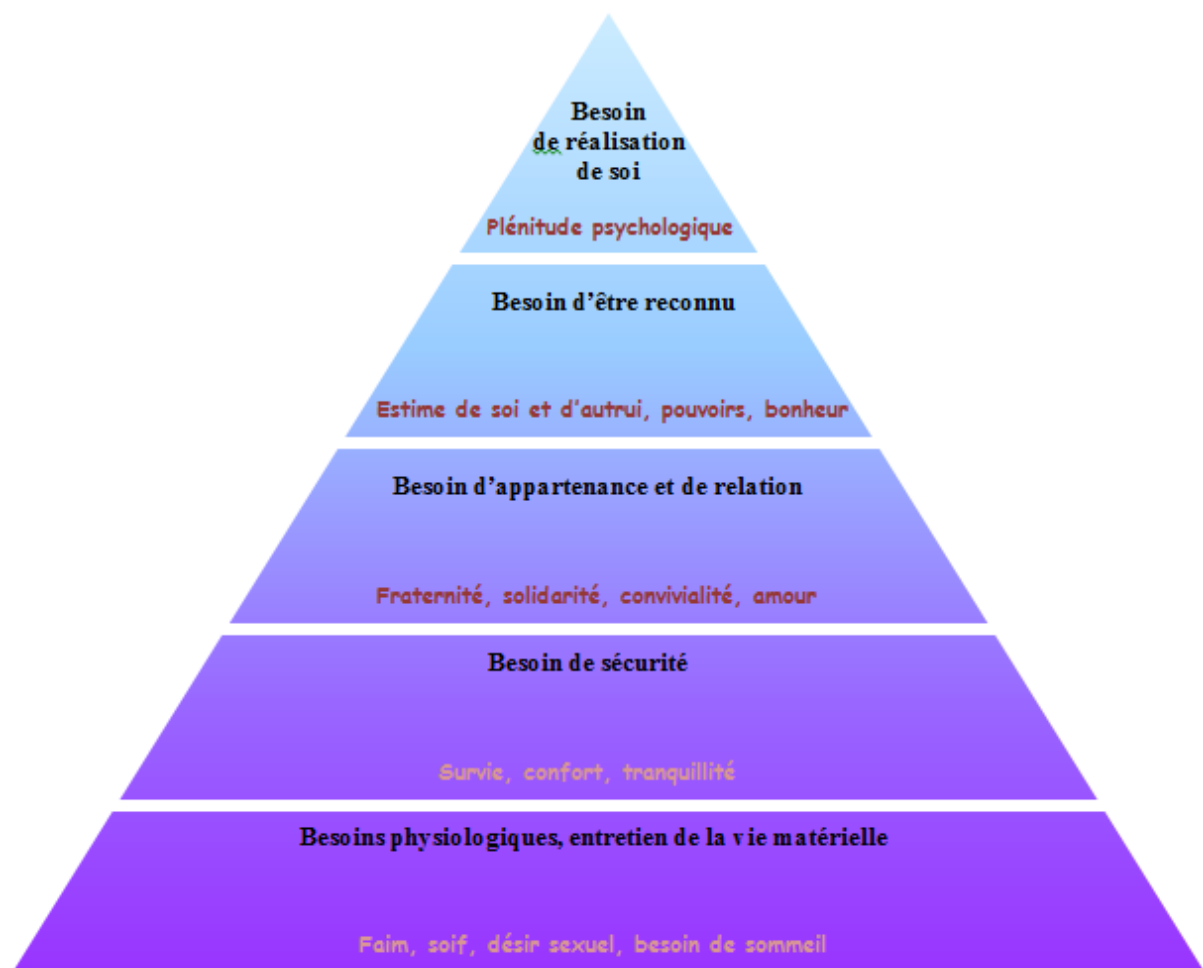 Besoin
de réalisation
de soi
Plénitude psychologique
Besoin d’être reconnu
Estime de soi et d’autrui, pouvoirs, bonheur
Besoin d’appartenance et de relation
Fraternité, solidarité, convivialité, amour
Besoin de sécurité
Survie, confort, tranquillité
Besoins physiologiques, entretien de la vie matérielle
Faim, soif, désir sexuel, besoin de sommeil